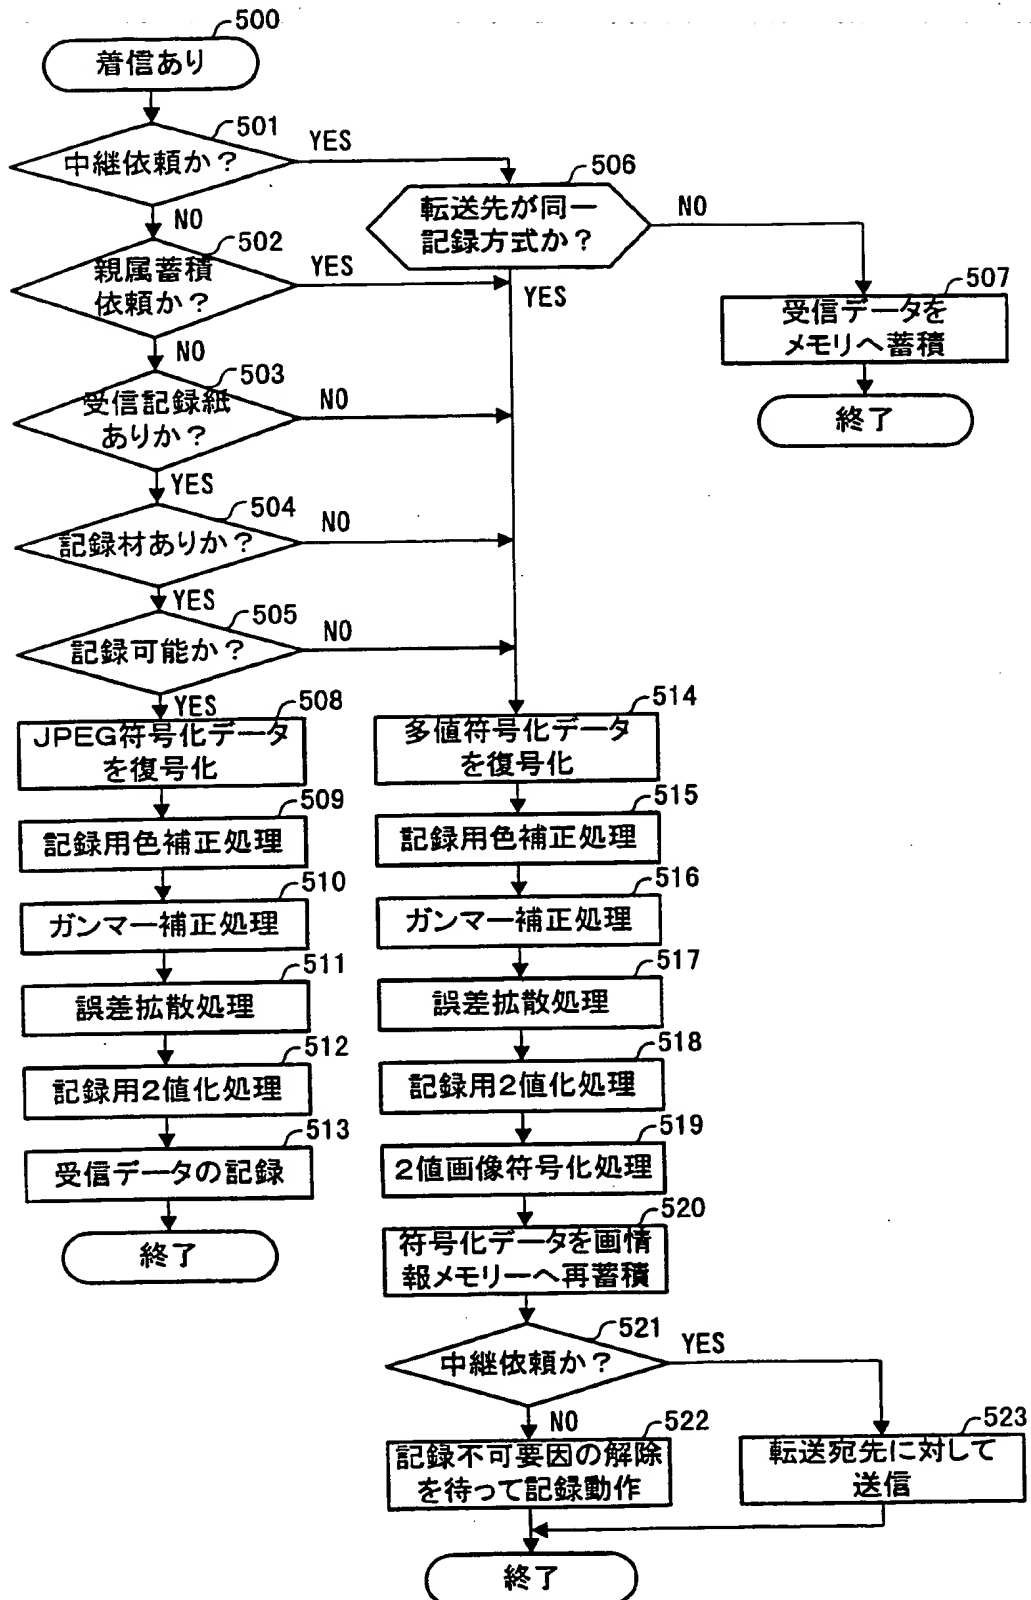 500
着信あり
501
中継依頼か?
YES
NO
506
転送先が同一
記録方式か?
NO
YES
502
親属蓄積
依頼か?
YES
NO
507
受信データを
メモリへ蓄積
終了
503
受信記録紙
ありか?
NO
YES
504
記録材ありか?
NO
YES
505
記録可能か?
NO
YES
508
JPEG符号化データ
を復号化
509
記録用色補正処理
510
ガンマー補正処理
511
誤差拡散処理
512
記録用2値化処理
513
受信データの記録
終了
514
多値符号化データ
を復号化
515
記録用色補正処理
516
ガンマー補正処理
517
誤差拡散処理
518
記録用2値化処理
519
2値画像符号化処理
520
符号化データを画情
報メモリーへ再蓄積
521
中継依頼か?
YES
NO
522
記録不可要因の解除
を待って記録動作
523
転送宛先に対して
送信
終了